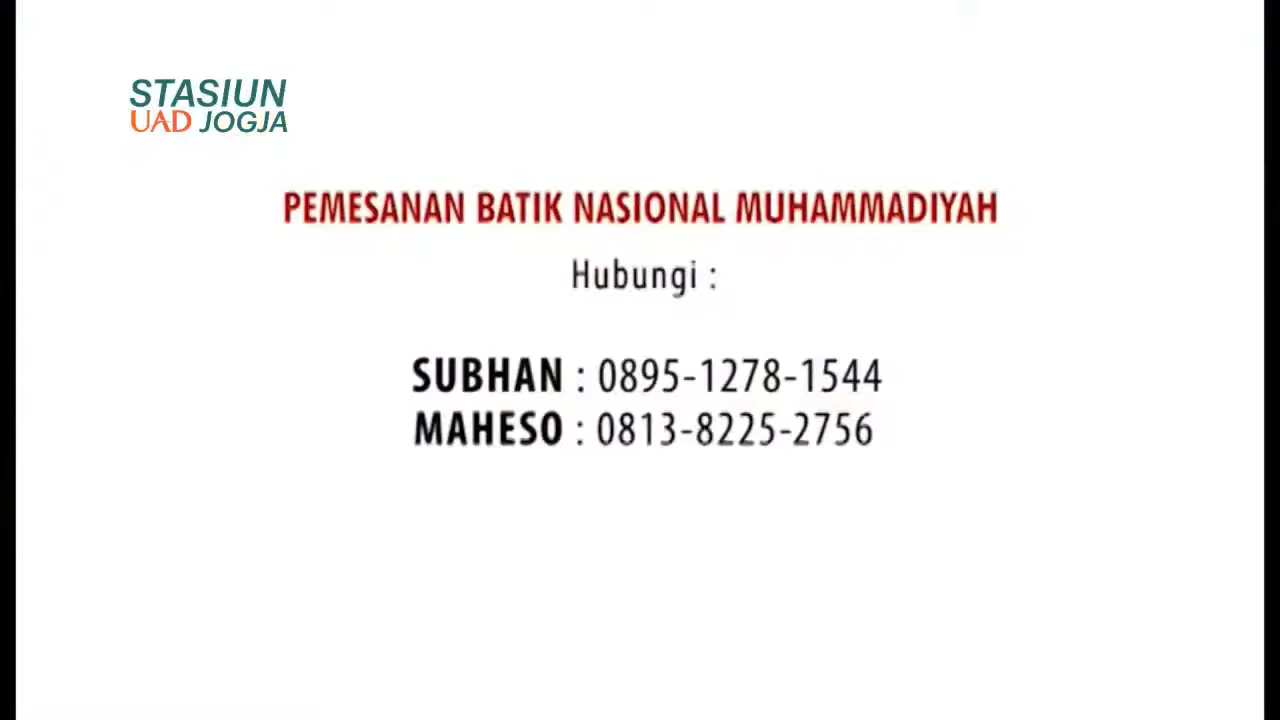 STASIUN
UAD JOGJA
PEMESANAN BATIK NASIONAL MUHAMMADIYAH
Hubungi :
SUBHAN : 0895-1278-1544
MAHESO : 0813-8225-2756